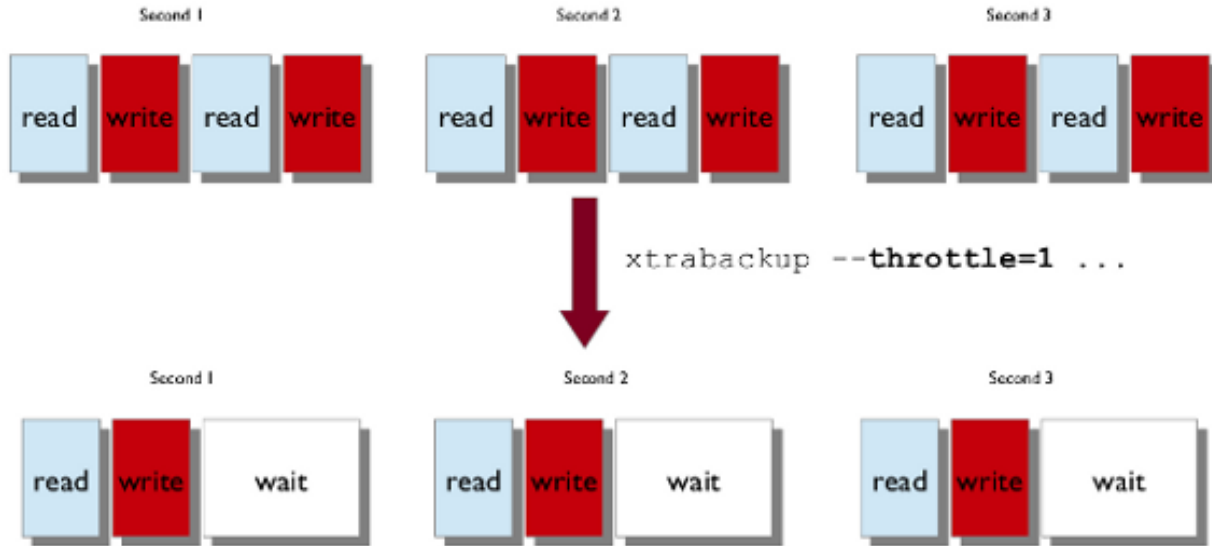 Second 1 Second 2 Second 3
read write read write read write read write read write read write
xtrabackup --throttle=1 ...
Second 1 Second 2 Second 3
read write wait read write wait read write wait